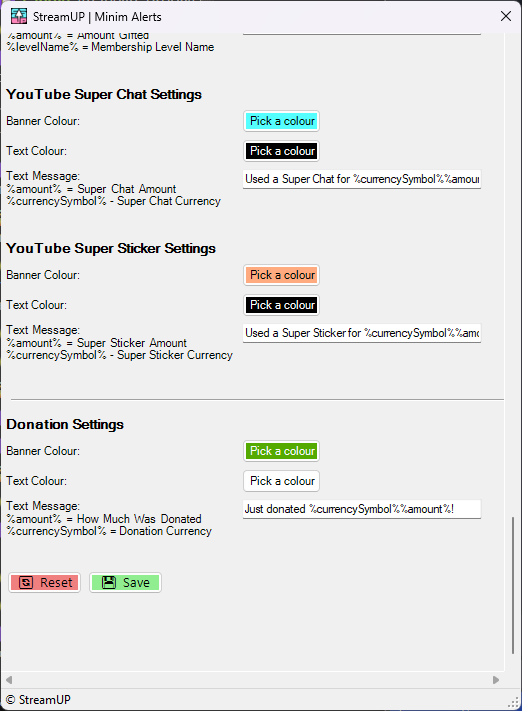 StreamUP | Minim Alerts
%amount% = Amount Gifted
%levelName% = Membership Level Name
YouTube Super Chat Settings
Banner Colour:
Pick a colour
Text Colour:
Pick a colour
Text Message:
%amount% = Super Chat Amount
%currencySymbol% - Super Chat Currency
Used a Super Chat for %currencySymbol%%amoun
YouTube Super Sticker Settings
Banner Colour:
Pick a colour
Text Colour:
Pick a colour
Text Message:
%amount% = Super Sticker Amount
%currencySymbol% - Super Sticker Currency
Used a Super Sticker for %currencySymbol%%amo
Donation Settings
Banner Colour:
Pick a colour
Text Colour:
Pick a colour
Text Message:
%amount% = How Much Was Donated
%currencySymbol% = Donation Currency
Just donated %currencySymbol%%amount%!
Reset
Save
© StreamUP